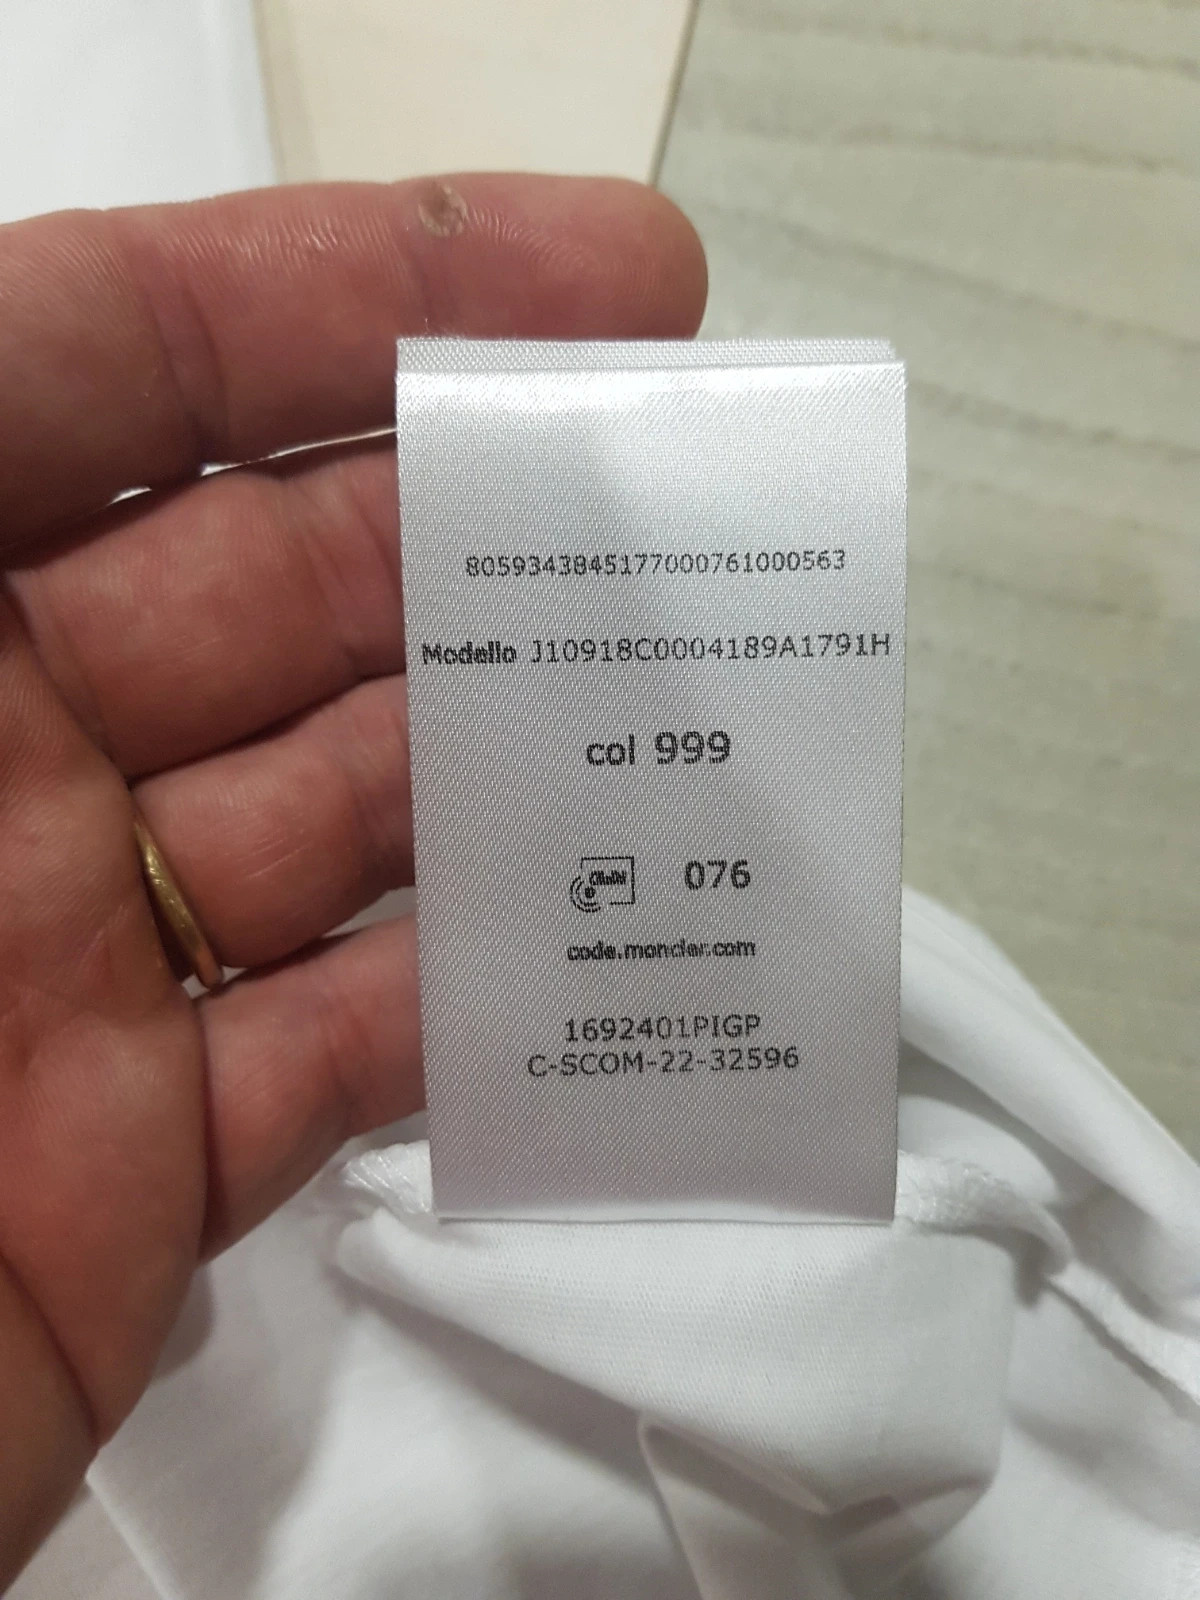 8059343845177000761000563
Modello J10918C0004189A1791H
col 999
076
code.moncler.com
1692401PIGP
C-SCOM-22-32596